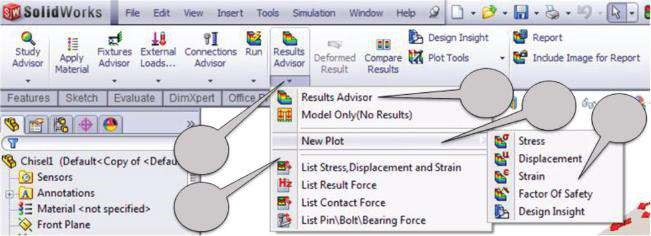 SolidWorks File Edit View Insert Tools Simulation Window Help
Study Advisor
Apply Material
Fixtures Advisor
External Loads...
Connections Advisor
Run
Results Advisor
Deformed Result
Compare Results
Design Insight
Plot Tools
Report
Include Image for Report
Features Sketch Evaluate DimXpert Office
Results Advisor
Model Only(No Results)
New Plot
List Stress,Displacement and Strain
List Result Force
List Contact Force
List Pin\Bolt\Bearing Force
Stress
Displacement
Strain
Factor Of Safety
Design Insight
Chisel1 (Default<Copy of <Defau
Sensors
Annotations
Material <not specified>
Front Plane